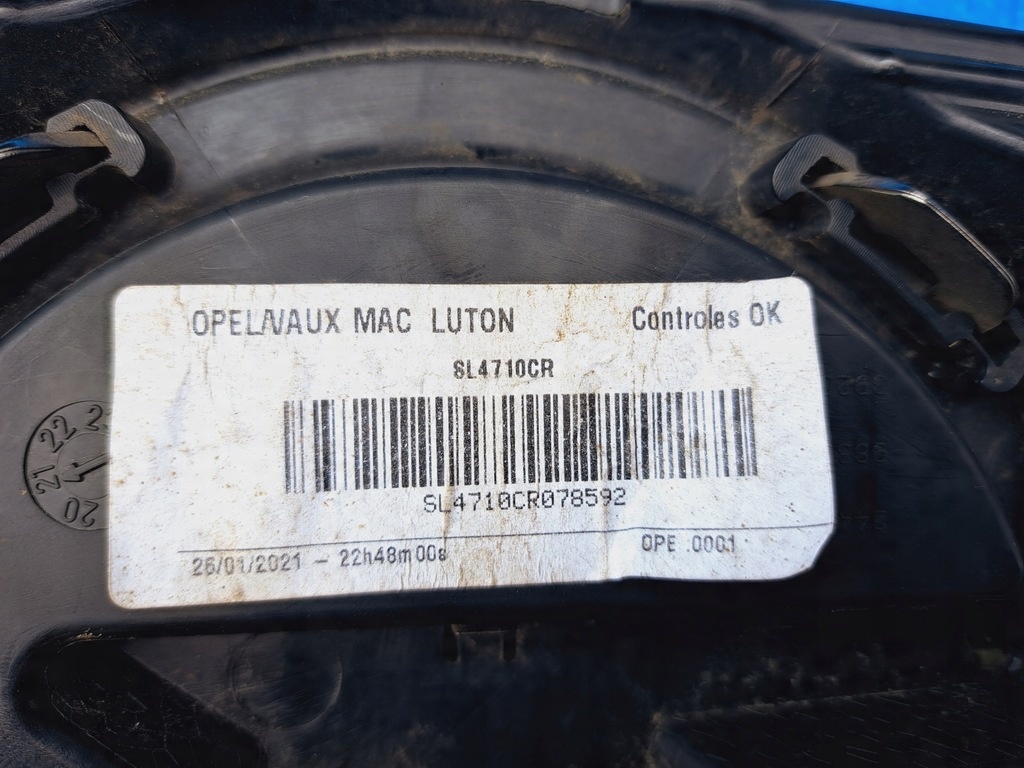 OPEL/VAUX MAC LUTON Controles OK
SL4710CR
SL4710CR078592
26/01/2021 - 22h48m00s OPE .0001
20 21 22